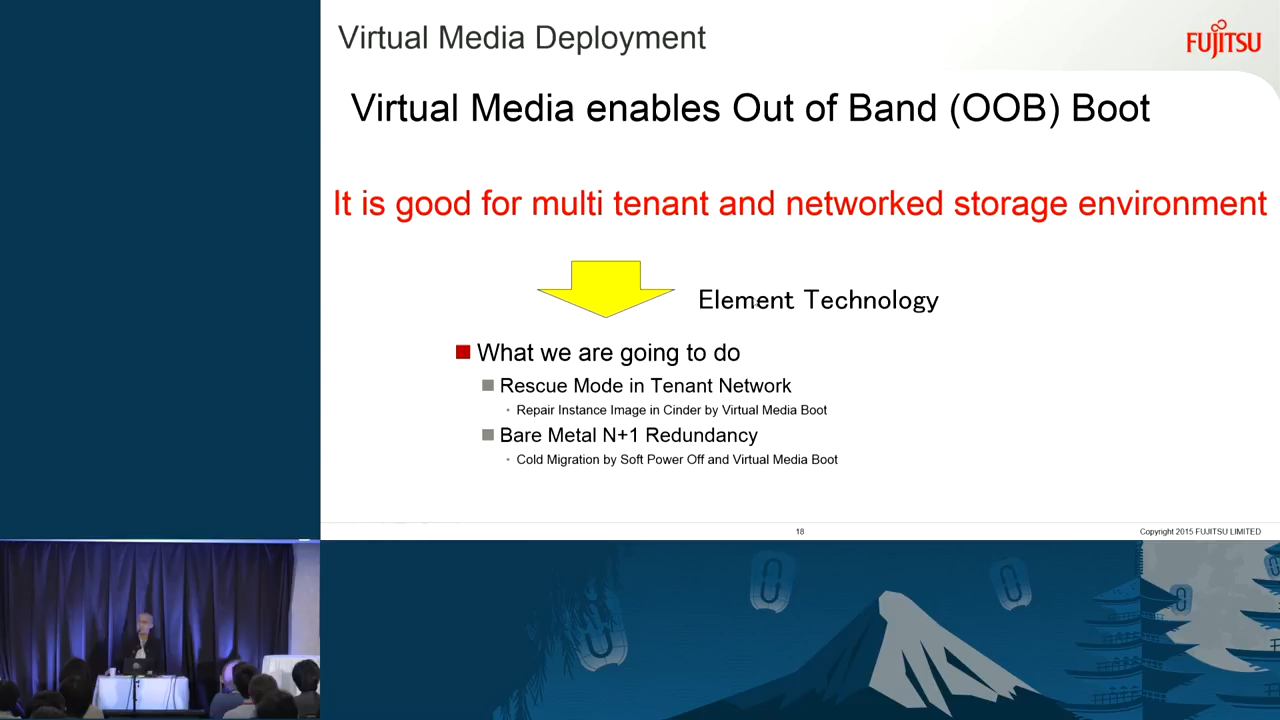 Virtual Media Deployment
FUJITSU
Virtual Media enables Out of Band (OOB) Boot
It is good for multi tenant and networked storage environment
Element Technology
What we are going to do
Rescue Mode in Tenant Network
Repair Instance Image in Cinder by Virtual Media Boot
Bare Metal N+1 Redundancy
Cold Migration by Soft Power Off and Virtual Media Boot
18
Copyright 2015 FUJITSU LIMITED